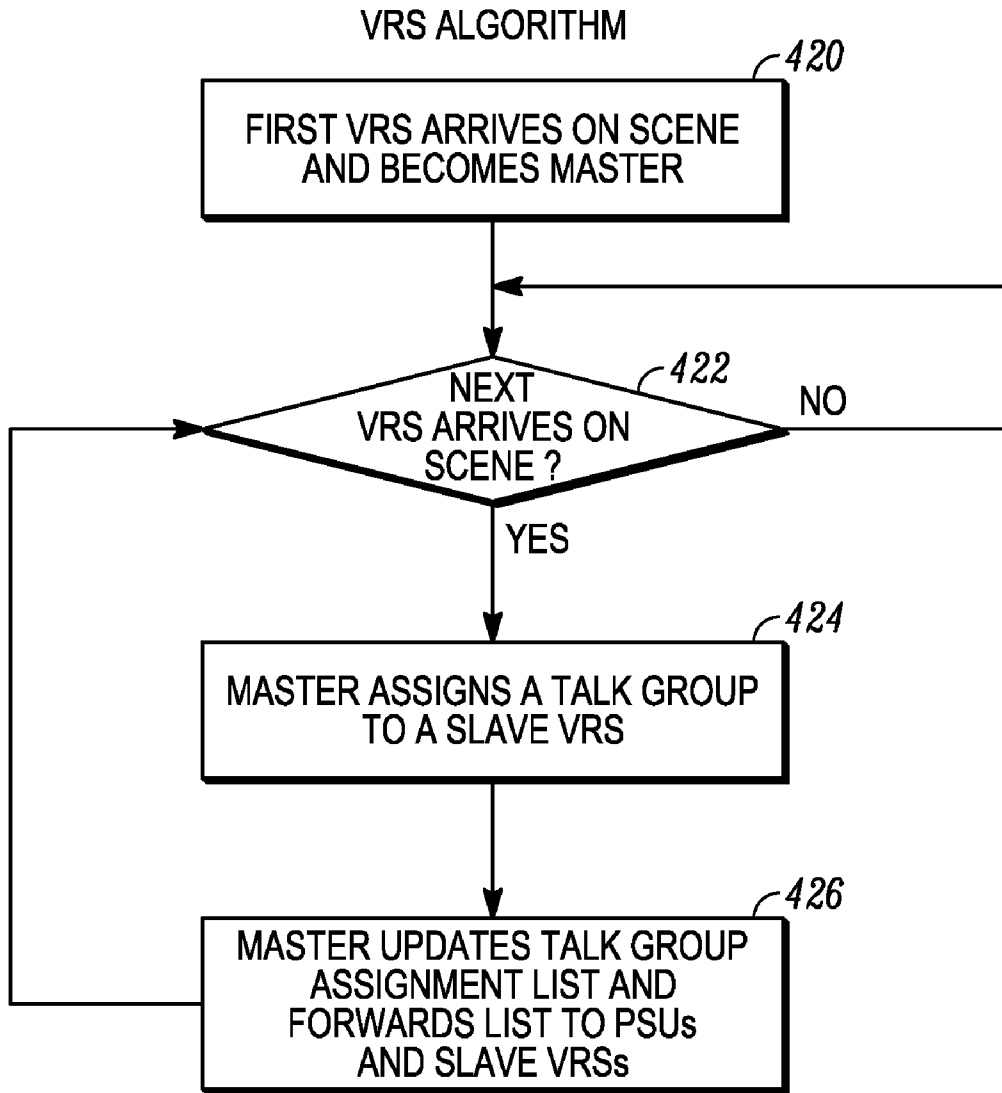 VRS ALGORITHM
420
FIRST VRS ARRIVES ON SCENE
AND BECOMES MASTER
422
NEXT
VRS ARRIVES ON
SCENE ?
NO
YES
424
MASTER ASSIGNS A TALK GROUP
TO A SLAVE VRS
426
MASTER UPDATES TALK GROUP
ASSIGNMENT LIST AND
FORWARDS LIST TO PSUs
AND SLAVE VRSs